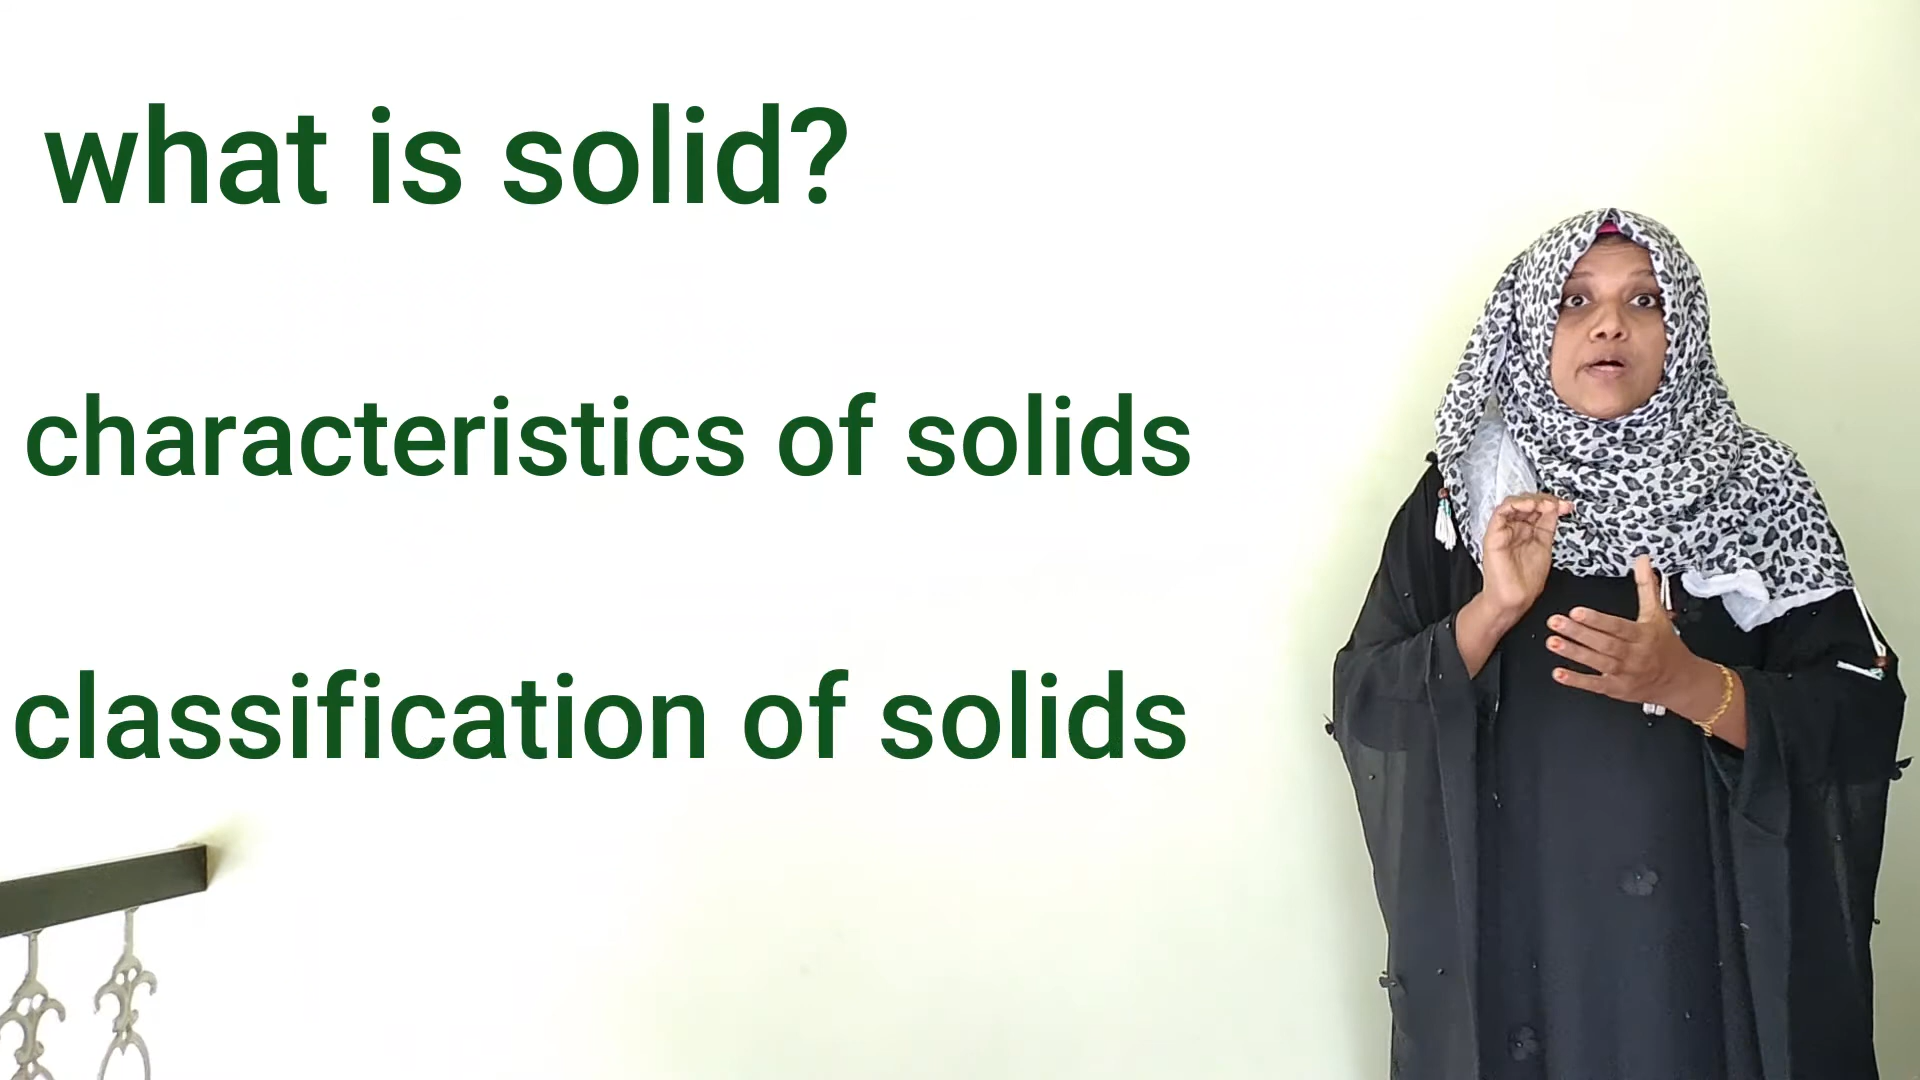 what is solid?
characteristics of solids
classification of solids